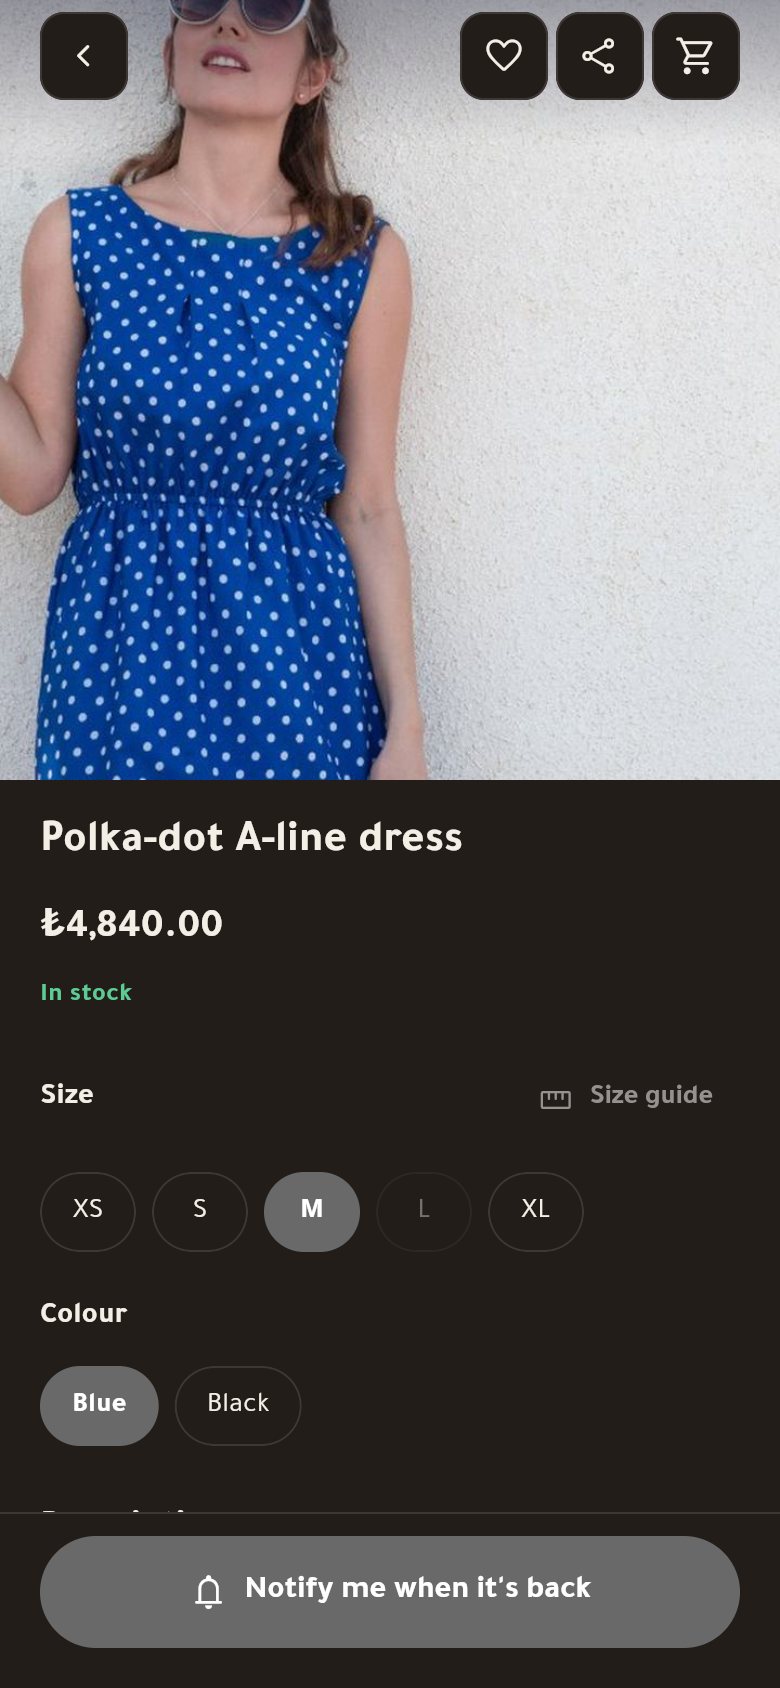 Polka-dot A-line dress
₺4,840.00
In stock
Size
Size guide
XS
S
M
L
XL
Colour
Blue
Black
Notify me when it's back